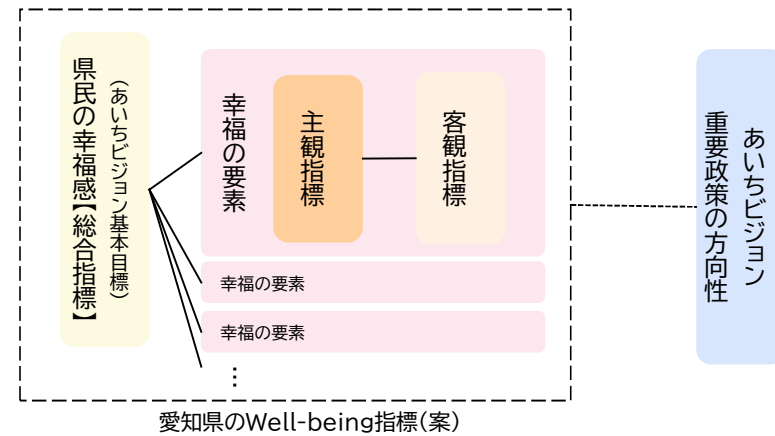 県民の幸福感【総合指標】
（あいちビジョン基本目標）
幸福の要素
主観指標
客観指標
幸福の要素
幸福の要素
⋮
あいちビジョン
重要政策の方向性
愛知県のWell-being指標（案）